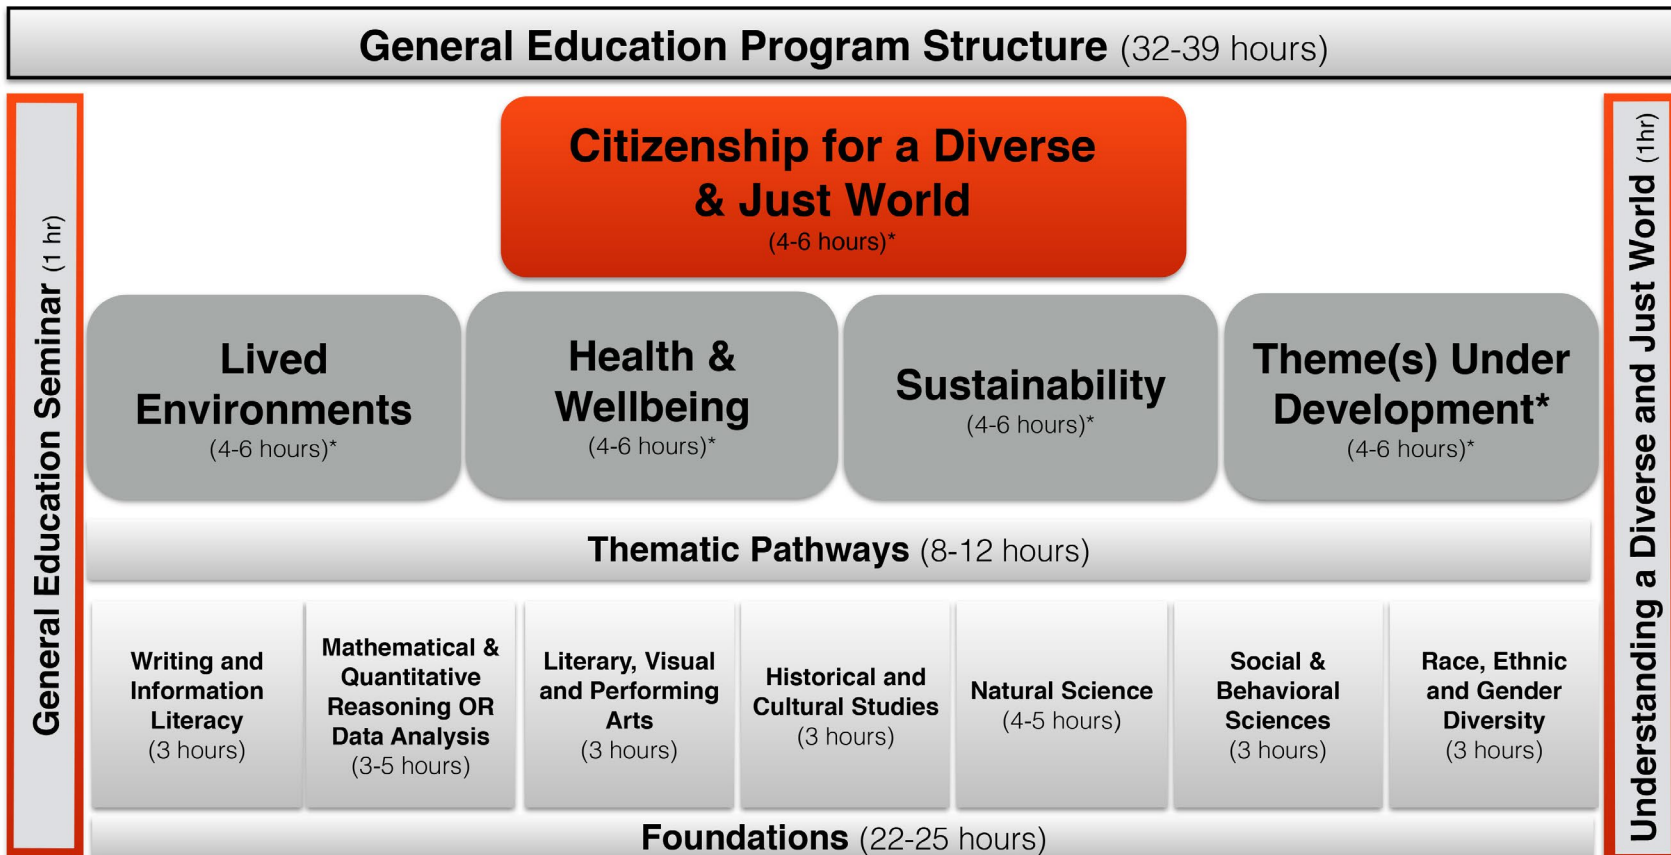 General Education Program Structure (32-39 hours)
General Education Seminar (1 hr)
Citizenship for a Diverse
& Just World
(4-6 hours)*
Lived
Environments
(4-6 hours)*
Health &
Wellbeing
(4-6 hours)*
Sustainability
(4-6 hours)*
Theme(s) Under
Development*
(4-6 hours)*
Thematic Pathways (8-12 hours)
Writing and
Information
Literacy
(3 hours)
Mathematical &
Quantitative
Reasoning OR
Data Analysis
(3-5 hours)
Literary, Visual
and Performing
Arts
(3 hours)
Historical and
Cultural Studies
(3 hours)
Natural Science
(4-5 hours)
Social &
Behavioral
Sciences
(3 hours)
Race, Ethnic
and Gender
Diversity
(3 hours)
Foundations (22-25 hours)
Understanding a Diverse and Just World (1hr)